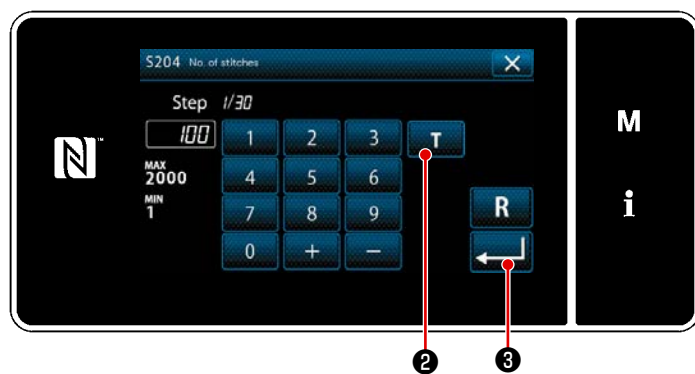 S204 No. of stitches
Step 1/30
100 1 2 3 T
MAX
2000 4 5 6
MIN
1 7 8 9 R
0 + −
M
i
N
❷ ❸